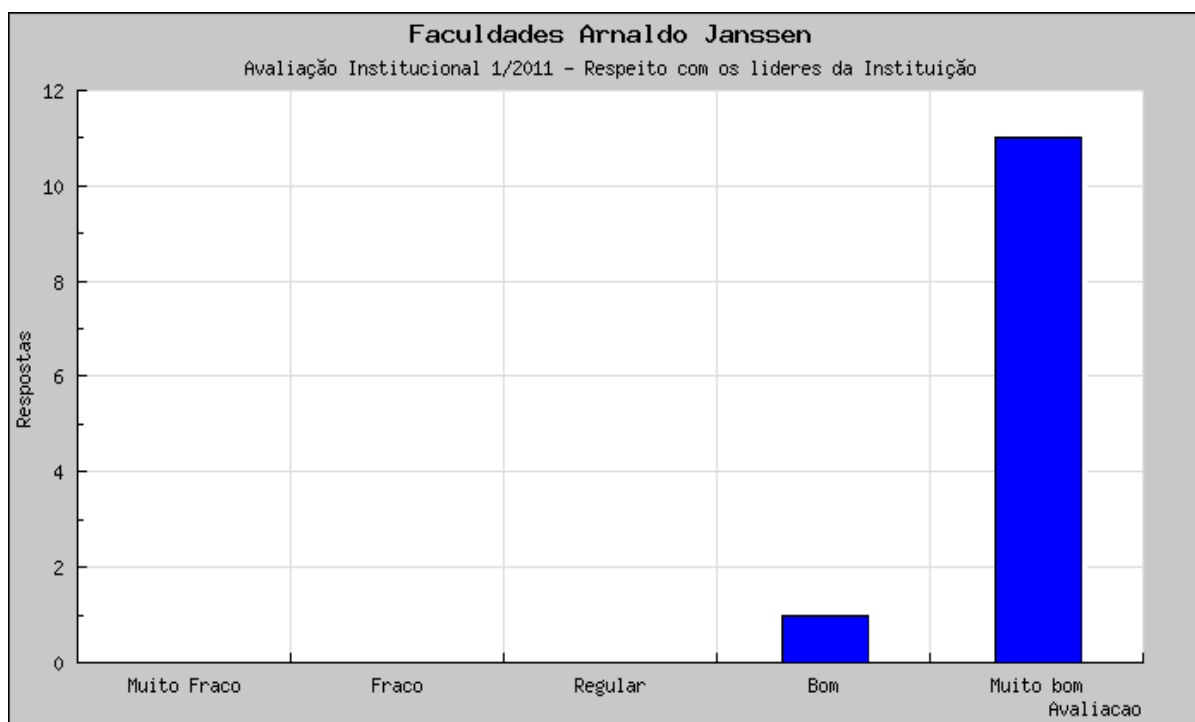 Faculdades Arnaldo Janssen
Avaliação Institucional 1/2011 - Respeito com os lideres da Instituição
12
10
8
6
4
2
0
Respostas
Muito Fraco Fraco Regular Bom Muito bom
Avaliacao